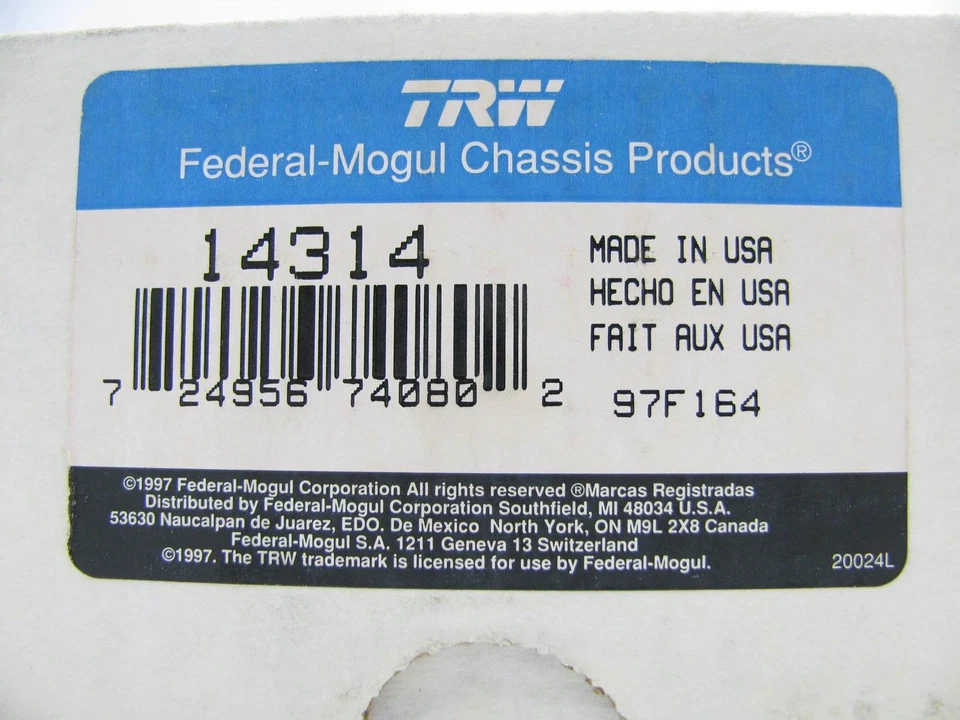 TRW
Federal-Mogul Chassis Products®
14314
MADE IN USA
HECHO EN USA
FAIT AUX USA
7 24956 74080 2
97F164
©1997 Federal-Mogul Corporation All rights reserved ®Marcas Registradas
Distributed by Federal-Mogul Corporation Southfield, MI 48034 U.S.A.
53630 Naucalpan de Juarez, EDO. De Mexico North York, ON M9L 2X8 Canada
Federal-Mogul S.A. 1211 Geneva 13 Switzerland
©1997. The TRW trademark is licensed for use by Federal-Mogul.
20024L